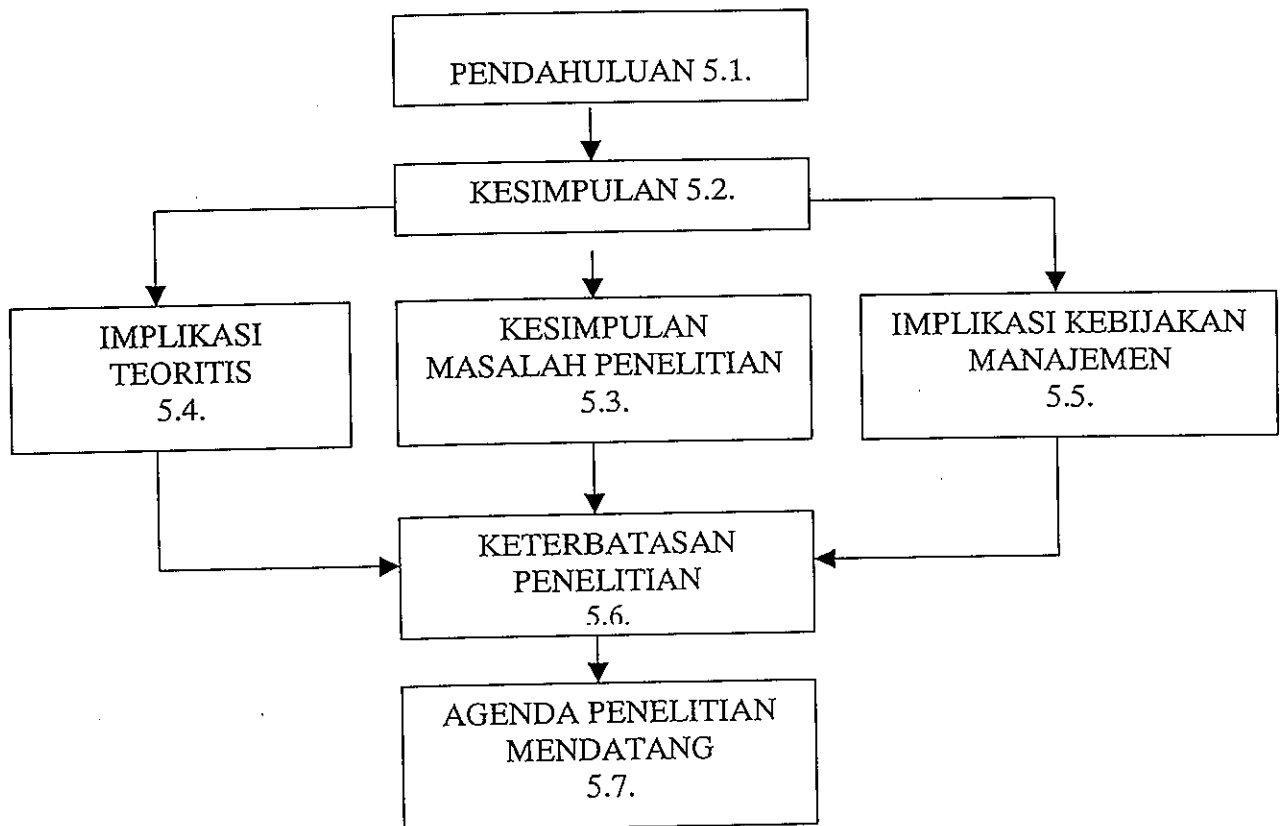 PENDAHULUAN 5.1.
KESIMPULAN 5.2.
IMPLIKASI
TEORITIS
5.4.
KESIMPULAN
MASALAH PENELITIAN
5.3.
IMPLIKASI KEBIJAKAN
MANAJEMEN
5.5.
KETERBATASAN
PENELITIAN
5.6.
AGENDA PENELITIAN
MENDATANG
5.7.